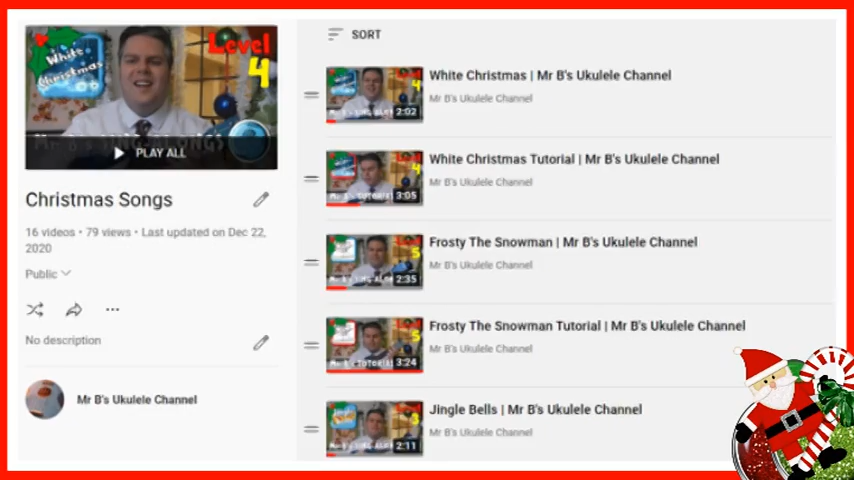 White
Christmas
Level
4
PLAY ALL
Christmas Songs
16 videos • 79 views • Last updated on Dec 22,
2020
Public
No description
Mr B's Ukulele Channel
SORT
White Christmas | Mr B's Ukulele Channel
Mr B's Ukulele Channel
2:02
White Christmas Tutorial | Mr B's Ukulele Channel
Mr B's Ukulele Channel
3:05
Frosty The Snowman | Mr B's Ukulele Channel
Mr B's Ukulele Channel
2:35
Frosty The Snowman Tutorial | Mr B's Ukulele Channel
Mr B's Ukulele Channel
3:24
Jingle Bells | Mr B's Ukulele Channel
Mr B's Ukulele Channel
2:11